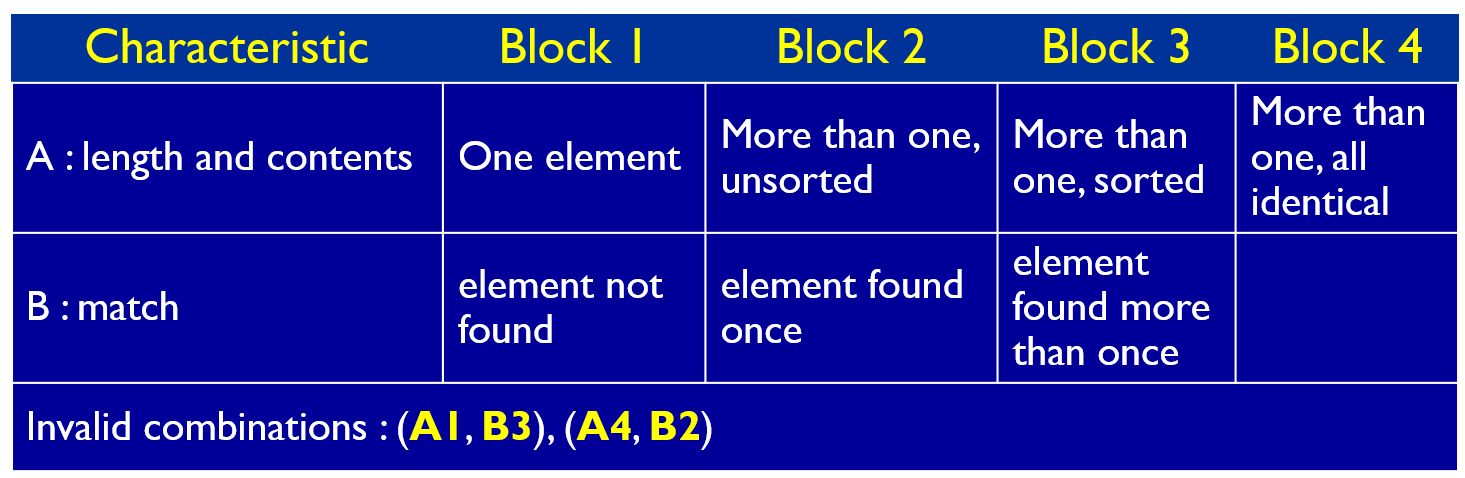 Characteristic Block 1 Block 2 Block 3 Block 4
A : length and contents
One element
More than one,
unsorted
More than
one, sorted
More than
one, all
identical
B : match
element not
found
element found
once
element
found more
than once
Invalid combinations : (A1, B3), (A4, B2)